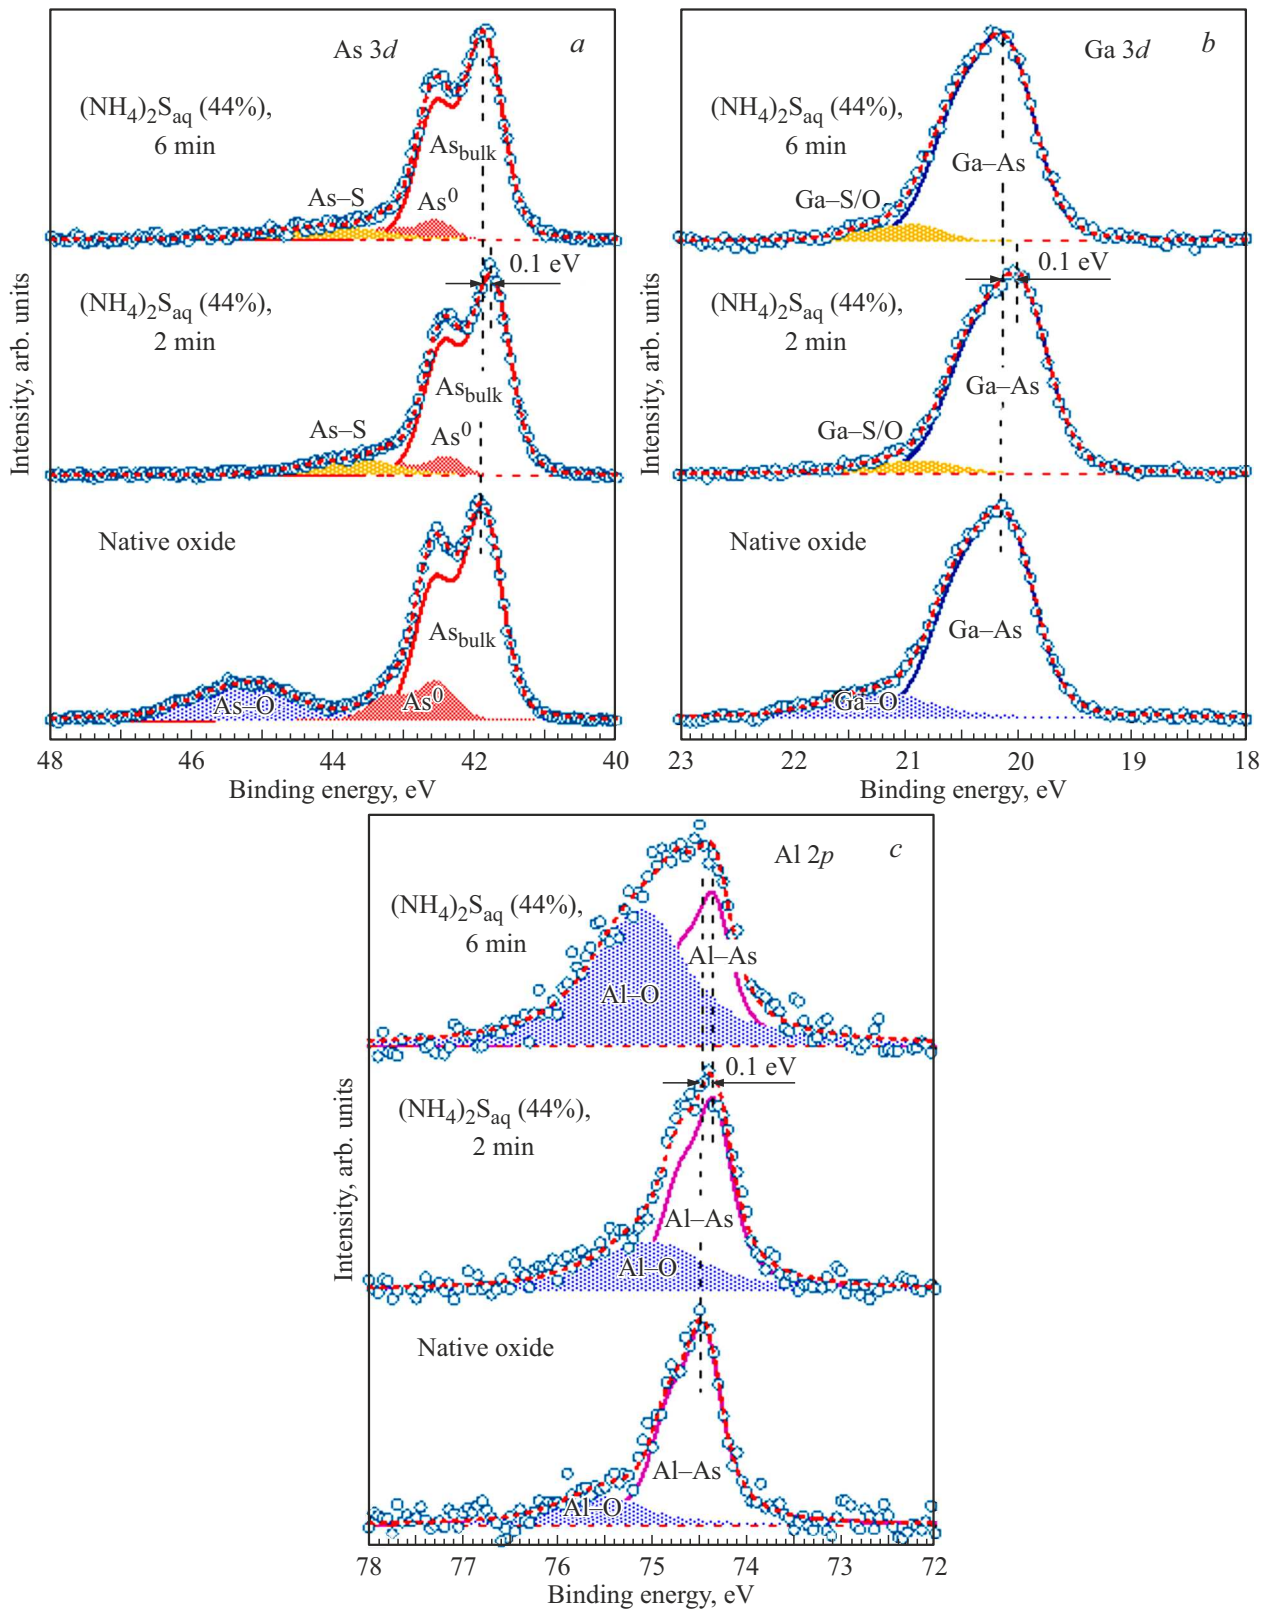 As 3d
a
(NH4)2Saq (44%),
6 min
Asbulk
As–S
As0
0.1 eV
(NH4)2Saq (44%),
2 min
Asbulk
As–S
As0
Native oxide
Asbulk
As–O
As0
Intensity, arb. units
48 46 44 42 40
Binding energy, eV
Ga 3d
b
(NH4)2Saq (44%),
6 min
Ga–As
Ga–S/O
0.1 eV
(NH4)2Saq (44%),
2 min
Ga–As
Ga–S/O
Native oxide
Ga–As
Ga–O
Intensity, arb. units
23 22 21 20 19 18
Binding energy, eV
Al 2p
c
(NH4)2Saq (44%),
6 min
Al–As
Al–O
0.1 eV
(NH4)2Saq (44%),
2 min
Al–As
Al–O
Native oxide
Al–As
Al–O
Intensity, arb. units
78 77 76 75 74 73 72
Binding energy, eV